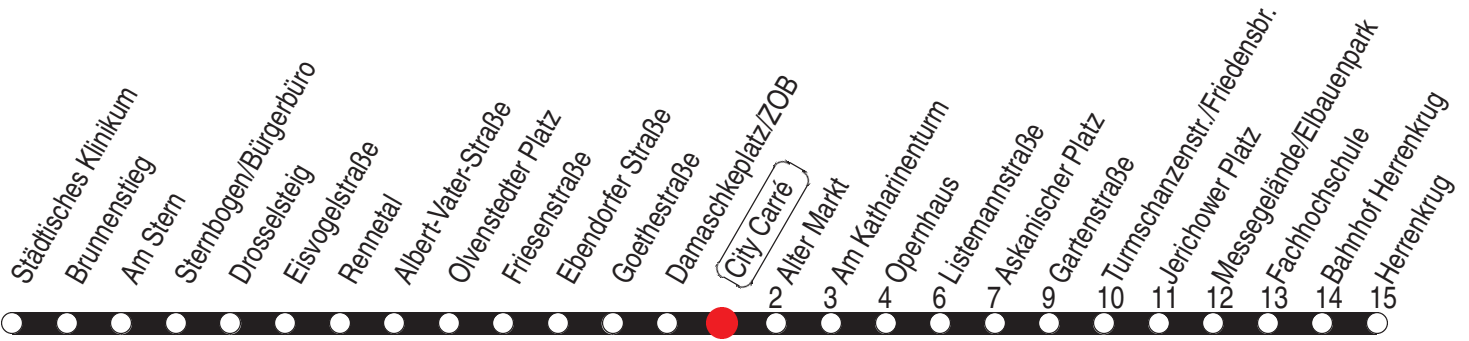 Städtisches Klinikum
Brunnenstieg
Am Stern
Sternbogen/Bürgerbüro
Drosselsteig
Eisvogelstraße
Rennetal
Albert-Vater-Straße
Olvenstedter Platz
Friesenstraße
Ebendorfer Straße
Goethestraße
Damaschkeplatz/ZOB
City Carré
2 Alter Markt
3 Am Katharinenturm
4 Opernhaus
6 Listemannstraße
7 Askanischer Platz
9 Gartenstraße
10 Turmschanzenstr./Friedensbr.
11 Jerichower Platz
12 Messegelände/Elbauenpark
13 Fachhochschule
14 Bahnhof Herrenkrug
15 Herrenkrug